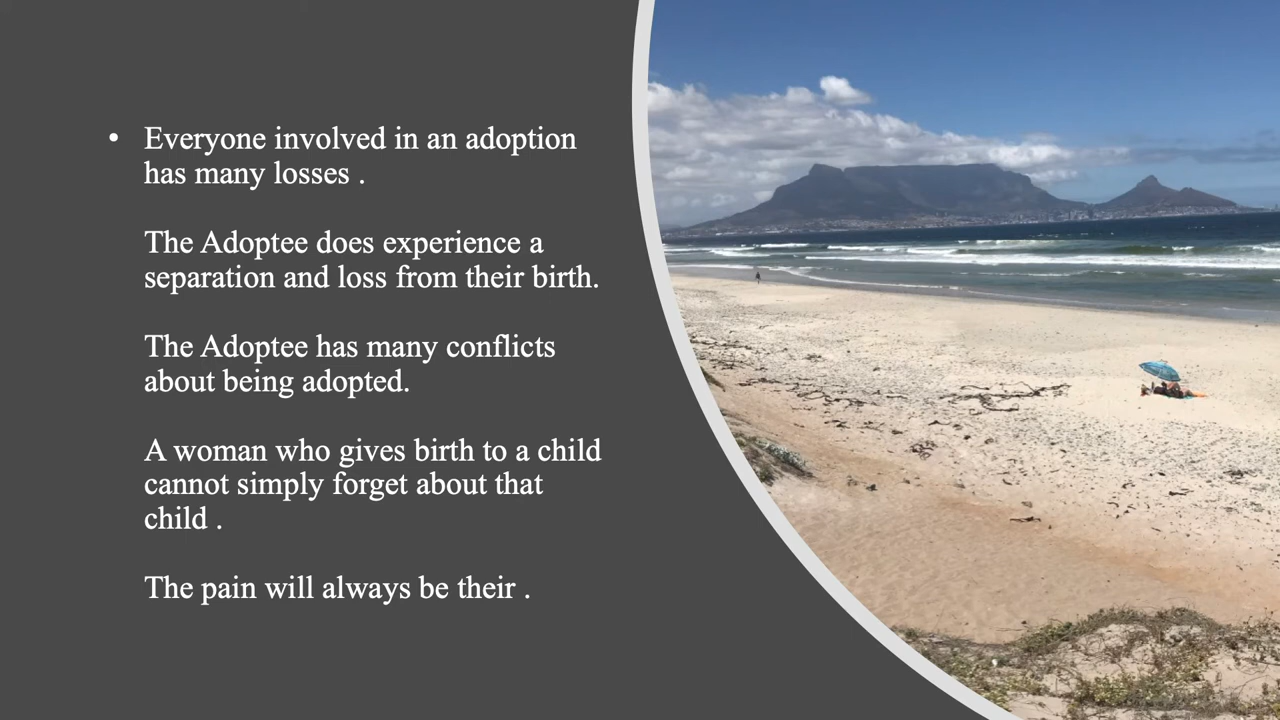 • Everyone involved in an adoption
has many losses .
The Adoptee does experience a
separation and loss from their birth.
The Adoptee has many conflicts
about being adopted.
A woman who gives birth to a child
cannot simply forget about that
child .
The pain will always be their .